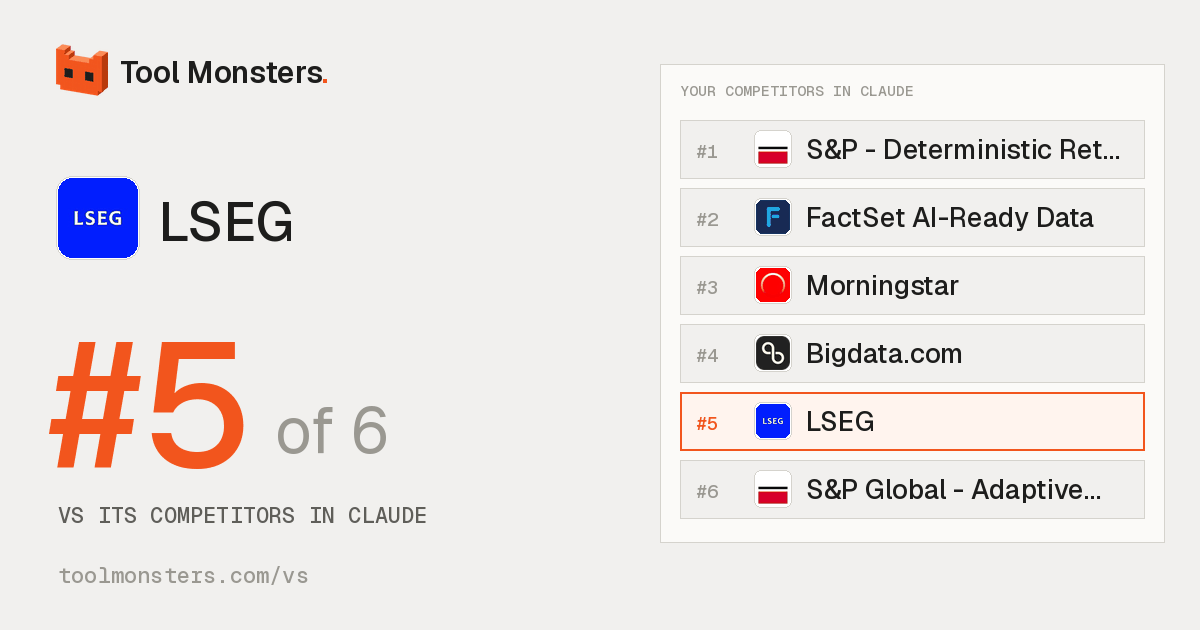 Tool Monsters.
LSEG
LSEG
#5 of 6
VS ITS COMPETITORS IN CLAUDE
toolmonsters.com/vs
YOUR COMPETITORS IN CLAUDE
#1 S&P - Deterministic Ret...
#2 F FactSet AI-Ready Data
#3 Morningstar
#4 Bigdata.com
#5 LSEG LSEG
#6 S&P Global - Adaptive...